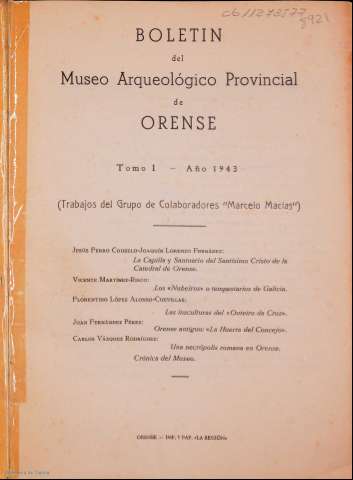 cb11273577
8921
BOLETIN
del
Museo Arqueológico Provincial
de
ORENSE
Tomo I — Año 1943
(Trabajos del Grupo de Colaboradores "Marcelo Macías")
Jesús Ferro Couselo-Joaquín Lorenzo Fernández:
La Capilla y Santuario del Santísimo Cristo de la
Catedral de Orense.
Vicente Martínez-Risco:
Los «Nubeiros» o tempestarios de Galicia.
Florentino López Alonso-Cuevillas:
Las insculturas del «Outeiro da Cruz».
Juan Fernández Pérez:
Orense antiguo: «La Huerta del Concejo».
Carlos Vázquez Rodríguez:
Una necrópolis romana en Orense.
Crónica del Museo.
ORENSE — IMP. Y PAP. «LA REGIÓN»